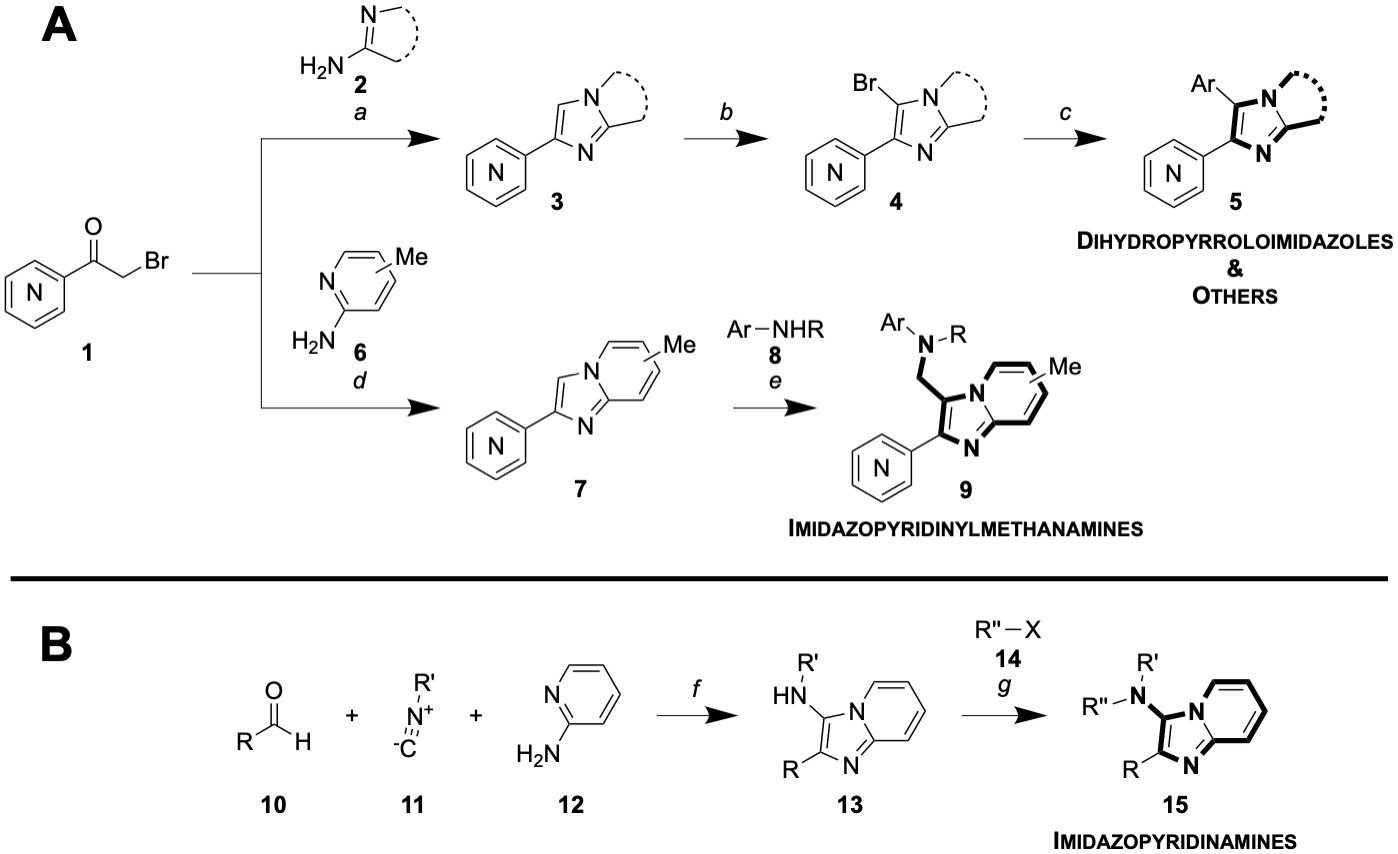 A
N
H₂N
2
a
N
N
N
3
b
Br
N
N
N
4
c
Ar
N
N
N
5
DIHYDROPYRROLOIMIDAZOLES
&
OTHERS
O
Br
N
1
Me
N
H₂N
6
d
Me
N
N
N
7
Ar–NHR
8
e
Ar
N
R
Me
N
N
N
9
IMIDAZOPYRIDINYLMETHANAMINES
B
O
R
H
10
+
R'
N⁺
⁻C
11
+
N
H₂N
12
f
R'
HN
N
N
R
13
R"–X
14
g
R'
R"
N
N
N
R
15
IMIDAZOPYRIDINAMINES